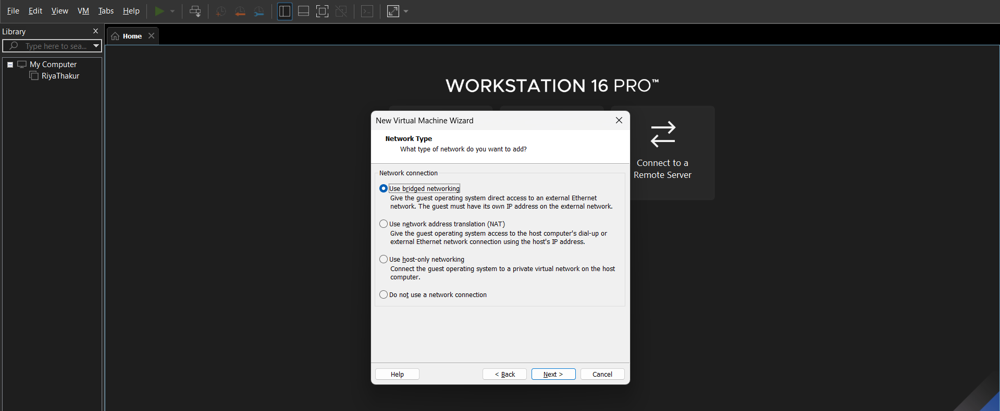 File Edit View VM Tabs Help
Library
Type here to sea...
My Computer
RiyaThakur
Home
WORKSTATION 16 PRO™
Connect to a
Remote Server
New Virtual Machine Wizard
Network Type
What type of network do you want to add?
Network connection
Use bridged networking
Give the guest operating system direct access to an external Ethernet
network. The guest must have its own IP address on the external network.
Use network address translation (NAT)
Give the guest operating system access to the host computer's dial-up or
external Ethernet network connection using the host's IP address.
Use host-only networking
Connect the guest operating system to a private virtual network on the host
computer.
Do not use a network connection
Help < Back Next > Cancel